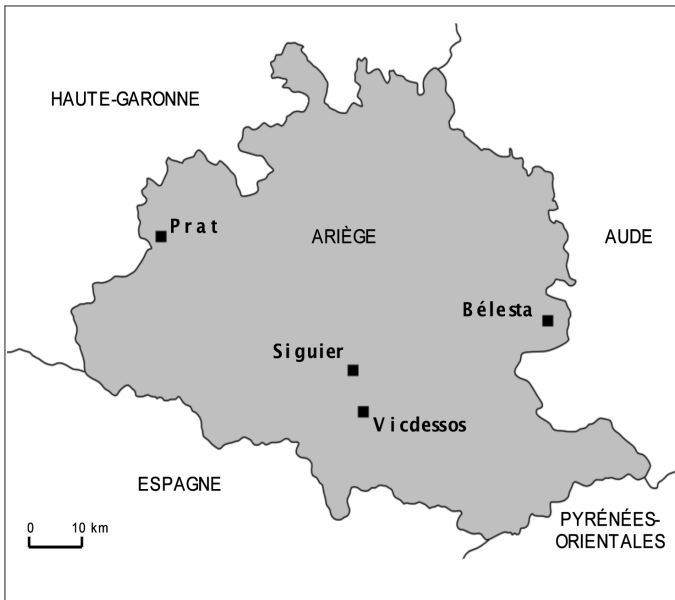 HAUTE-GARONNE
Prat
ARIÈGE
AUDE
Bélesta
Siguier
Vicdessos
ESPAGNE
PYRÉNÉES-
ORIENTALES
0 10 km